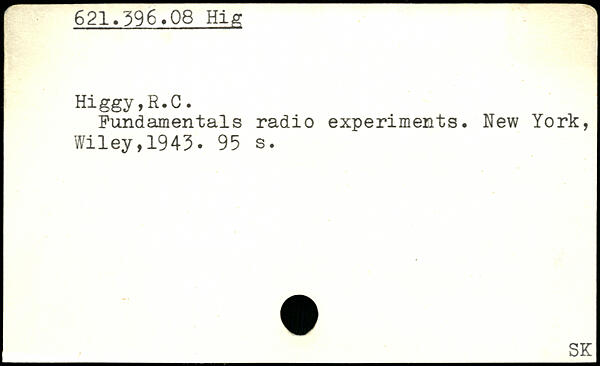 621.396.08 Hig
Higgy,R.C.
Fundamentals radio experiments. New York,
Wiley,1943. 95 s.
SK